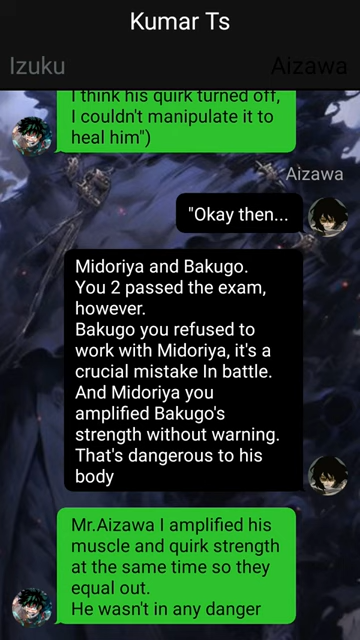 Kumar Ts
Izuku
Aizawa
I think his quirk turned off,
I couldn't manipulate it to
heal him")
Aizawa
"Okay then...
Midoriya and Bakugo.
You 2 passed the exam,
however.
Bakugo you refused to
work with Midoriya, it's a
crucial mistake In battle.
And Midoriya you
amplified Bakugo's
strength without warning.
That's dangerous to his
body
Mr.Aizawa I amplified his
muscle and quirk strength
at the same time so they
equal out.
He wasn't in any danger